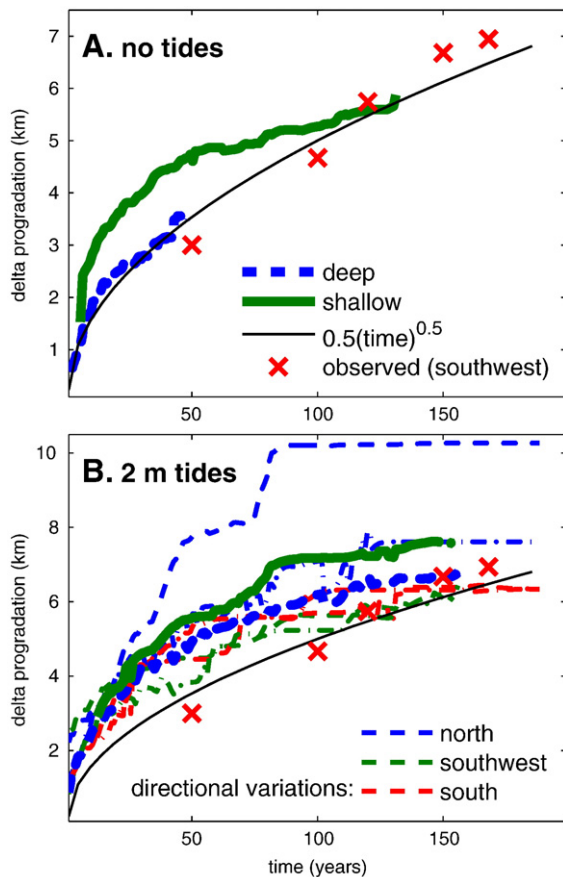 A. no tides
delta progradation (km)
7
6
5
4
3
2
1
deep
shallow
0.5(time)^0.5
observed (southwest)
50
100
150
B. 2 m tides
delta progradation (km)
10
8
6
4
2
north
southwest
directional variations: south
50
100
150
time (years)